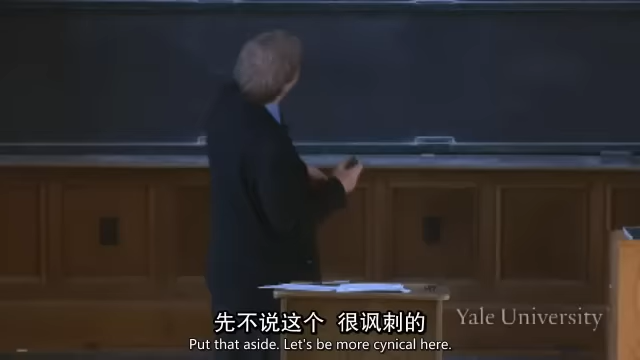 先不说这个 很讽刺的
Yale University
Put that aside. Let's be more cynical here.